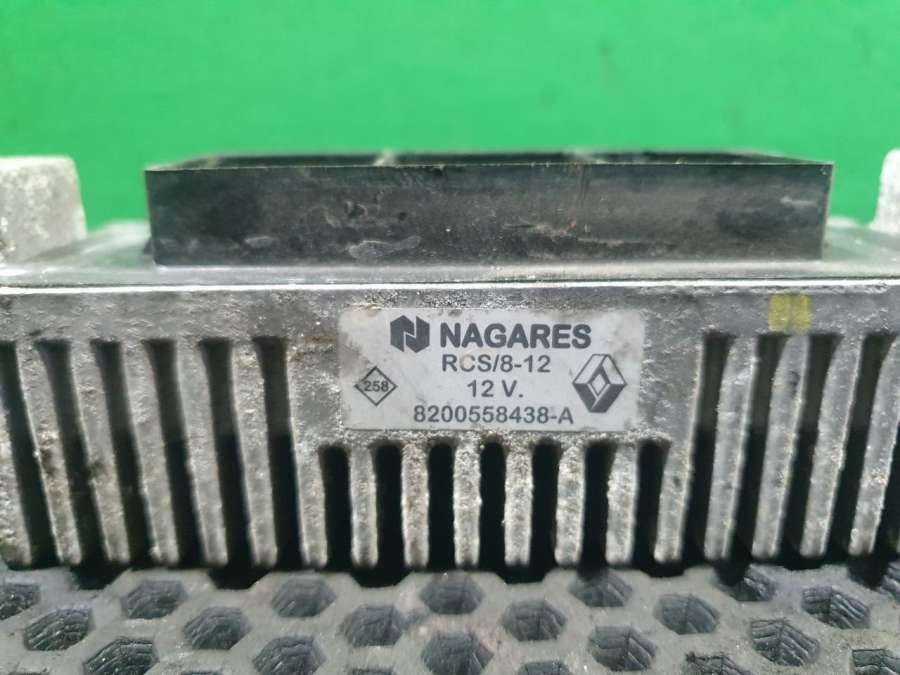 NAGARES
RCS/8-12
258
12 V.
8200558438-A